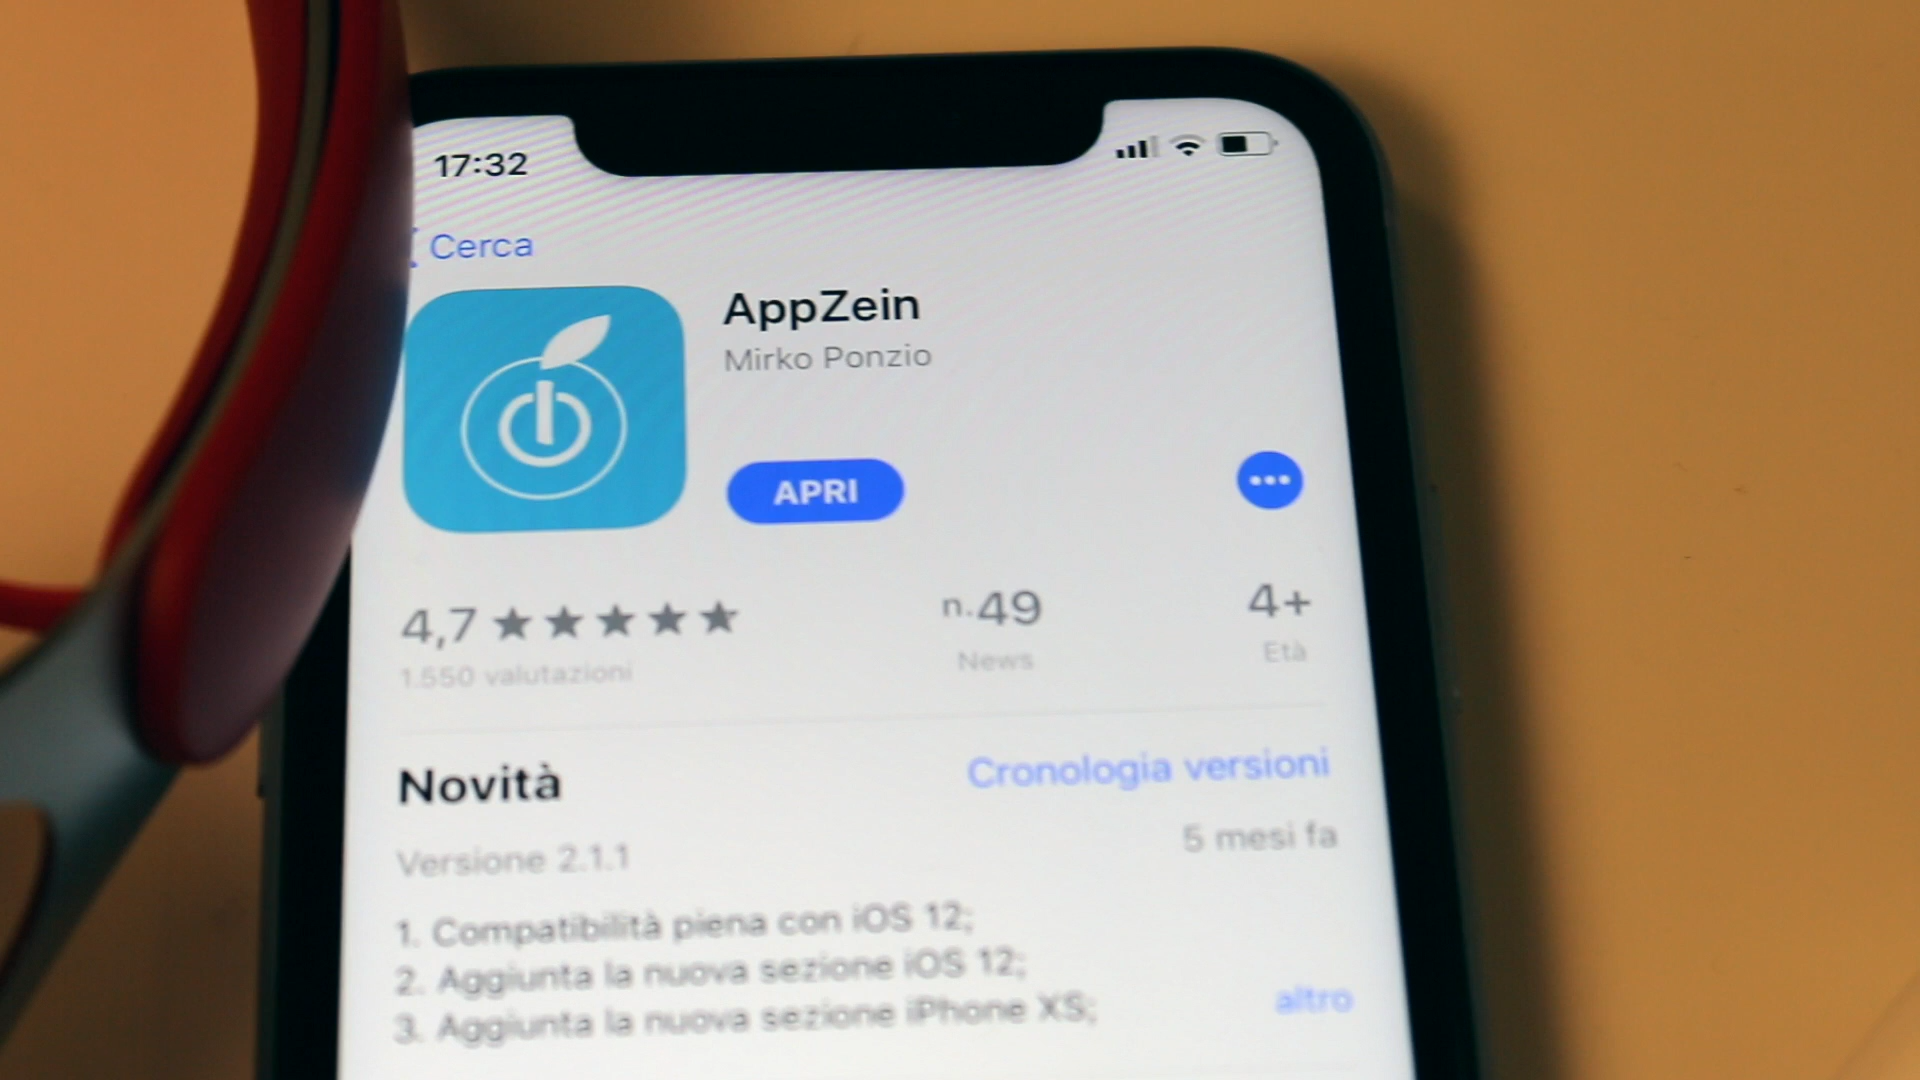 17:32
Cerca
AppZein
Mirko Ponzio
APRI
4,7
n.49
4+
1.550 valutazioni
News
Età
Novità
Cronologia versioni
Versione 2.1.1
5 mesi fa
1. Compatibilità piena con iOS 12;
2. Aggiunta la nuova sezione iOS 12;
3. Aggiunta la nuova sezione iPhone XS;
altro